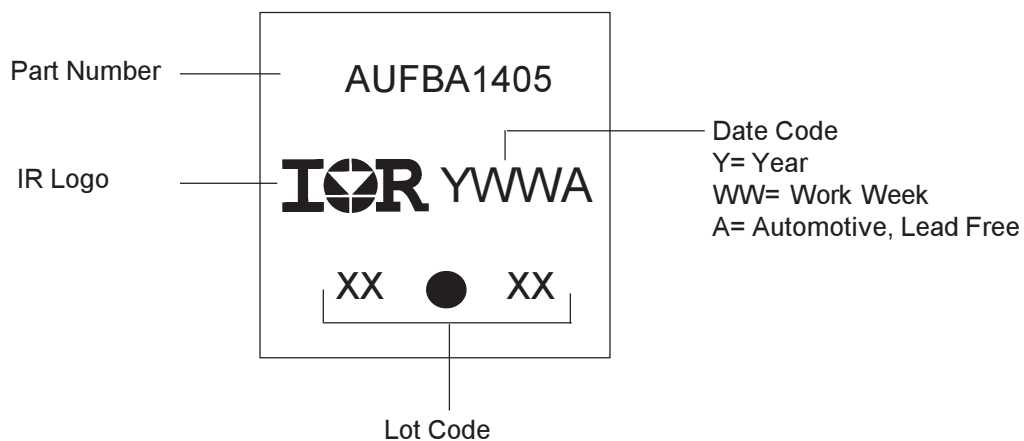 Part Number
AUFBA1405
IR Logo
IOR YWWA
Date Code
Y= Year
WW= Work Week
A= Automotive, Lead Free
XX ● XX
Lot Code